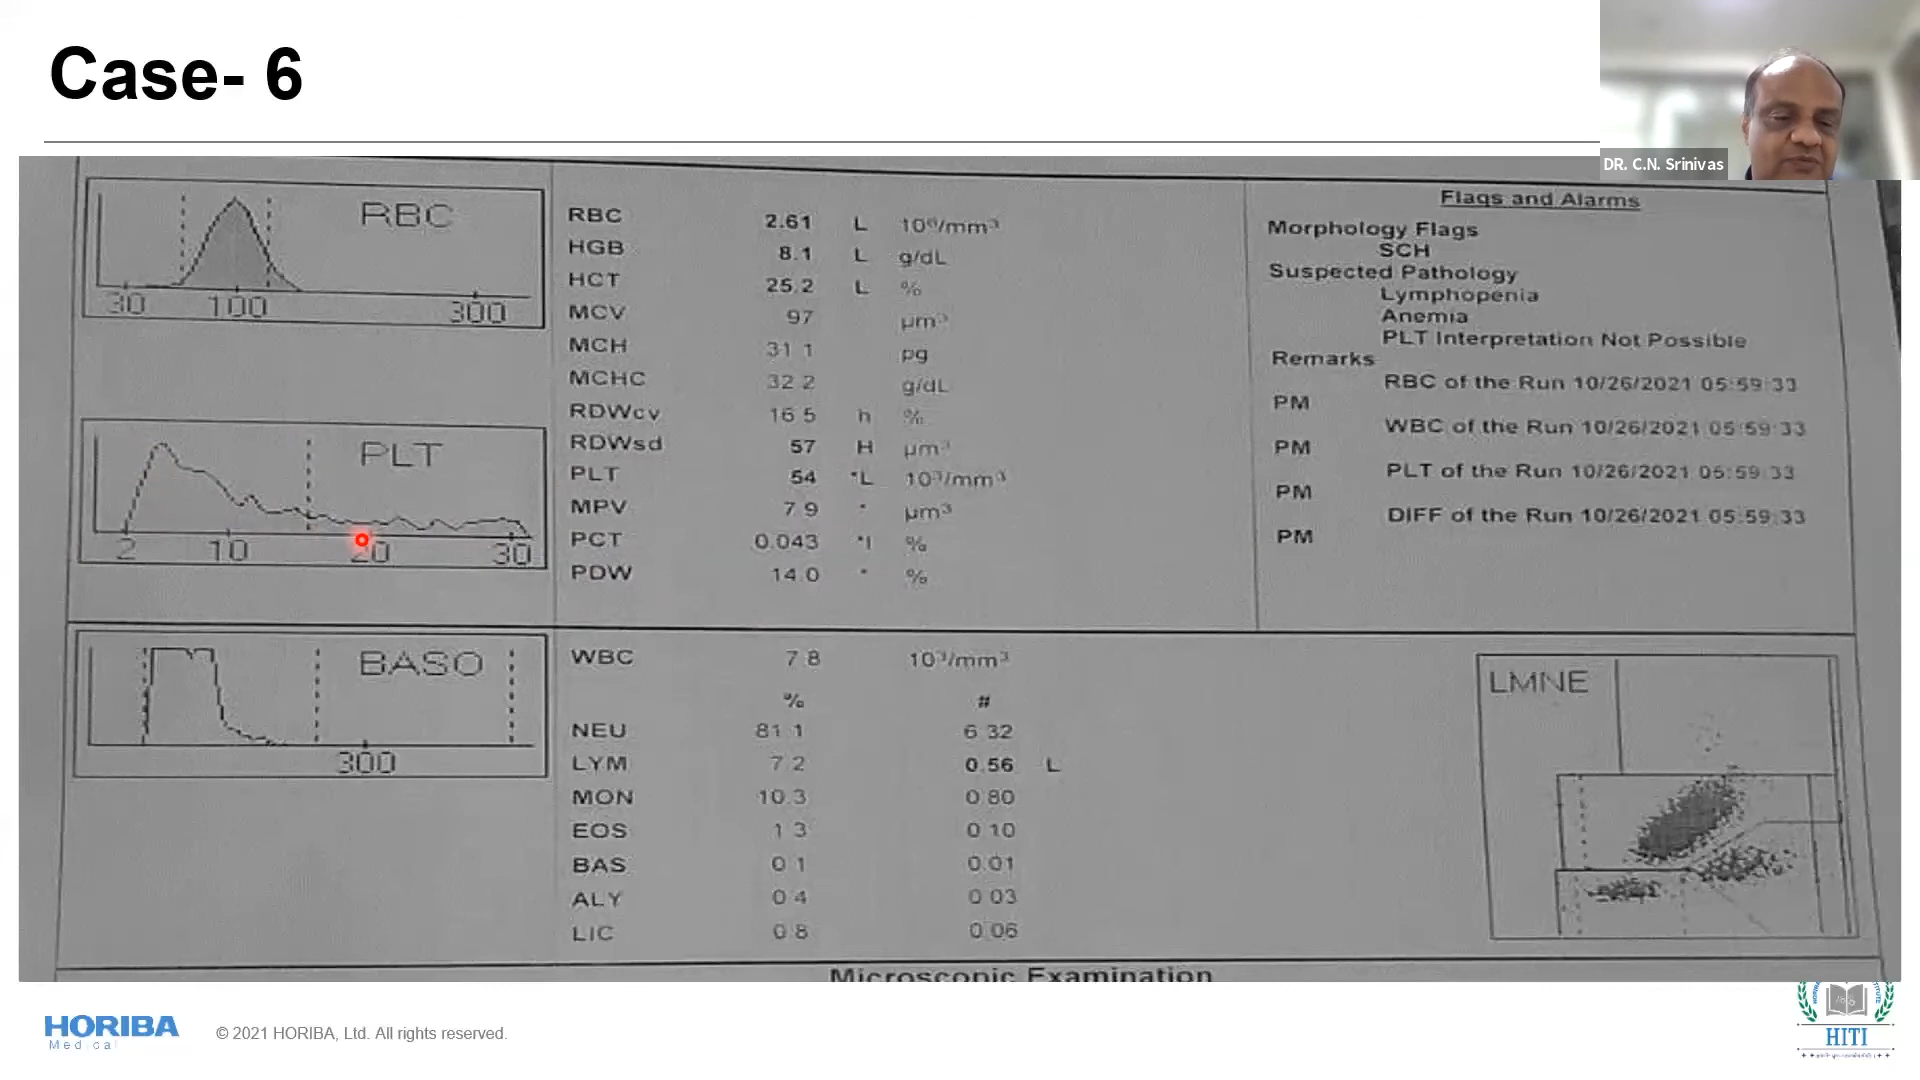 Case- 6
DR. C.N. Srinivas
RBC
30 100 300
PLT
2 10 20 30
BASO
300
RBC 2.61 L 10⁶/mm³
HGB 8.1 L g/dL
HCT 25.2 L %
MCV 97 µm³
MCH 31 1 pg
MCHC 32 2 g/dL
RDWcv 16 5 h %
RDWsd 57 H µm³
PLT 54 *L 10³/mm³
MPV 7 9 * µm³
PCT 0.043 *l %
PDW 14.0 * %
Flags and Alarms
Morphology Flags
SCH
Suspected Pathology
Lymphopenia
Anemia
PLT Interpretation Not Possible
Remarks
RBC of the Run 10/26/2021 05:59:33
PM
WBC of the Run 10/26/2021 05:59:33
PM
PLT of the Run 10/26/2021 05:59:33
PM
DIFF of the Run 10/26/2021 05:59:33
PM
WBC 7 8 10³/mm³
% #
NEU 81 1 6 32
LYM 7 2 0.56 L
MON 10.3 0.80
EOS 1 3 0 10
BAS 0 1 0.01
ALY 0 4 0 03
LIC 0 8 0.06
LMNE
Microscopic Examination
HORIBA
Medical
© 2021 HORIBA, Ltd. All rights reserved.
HITI